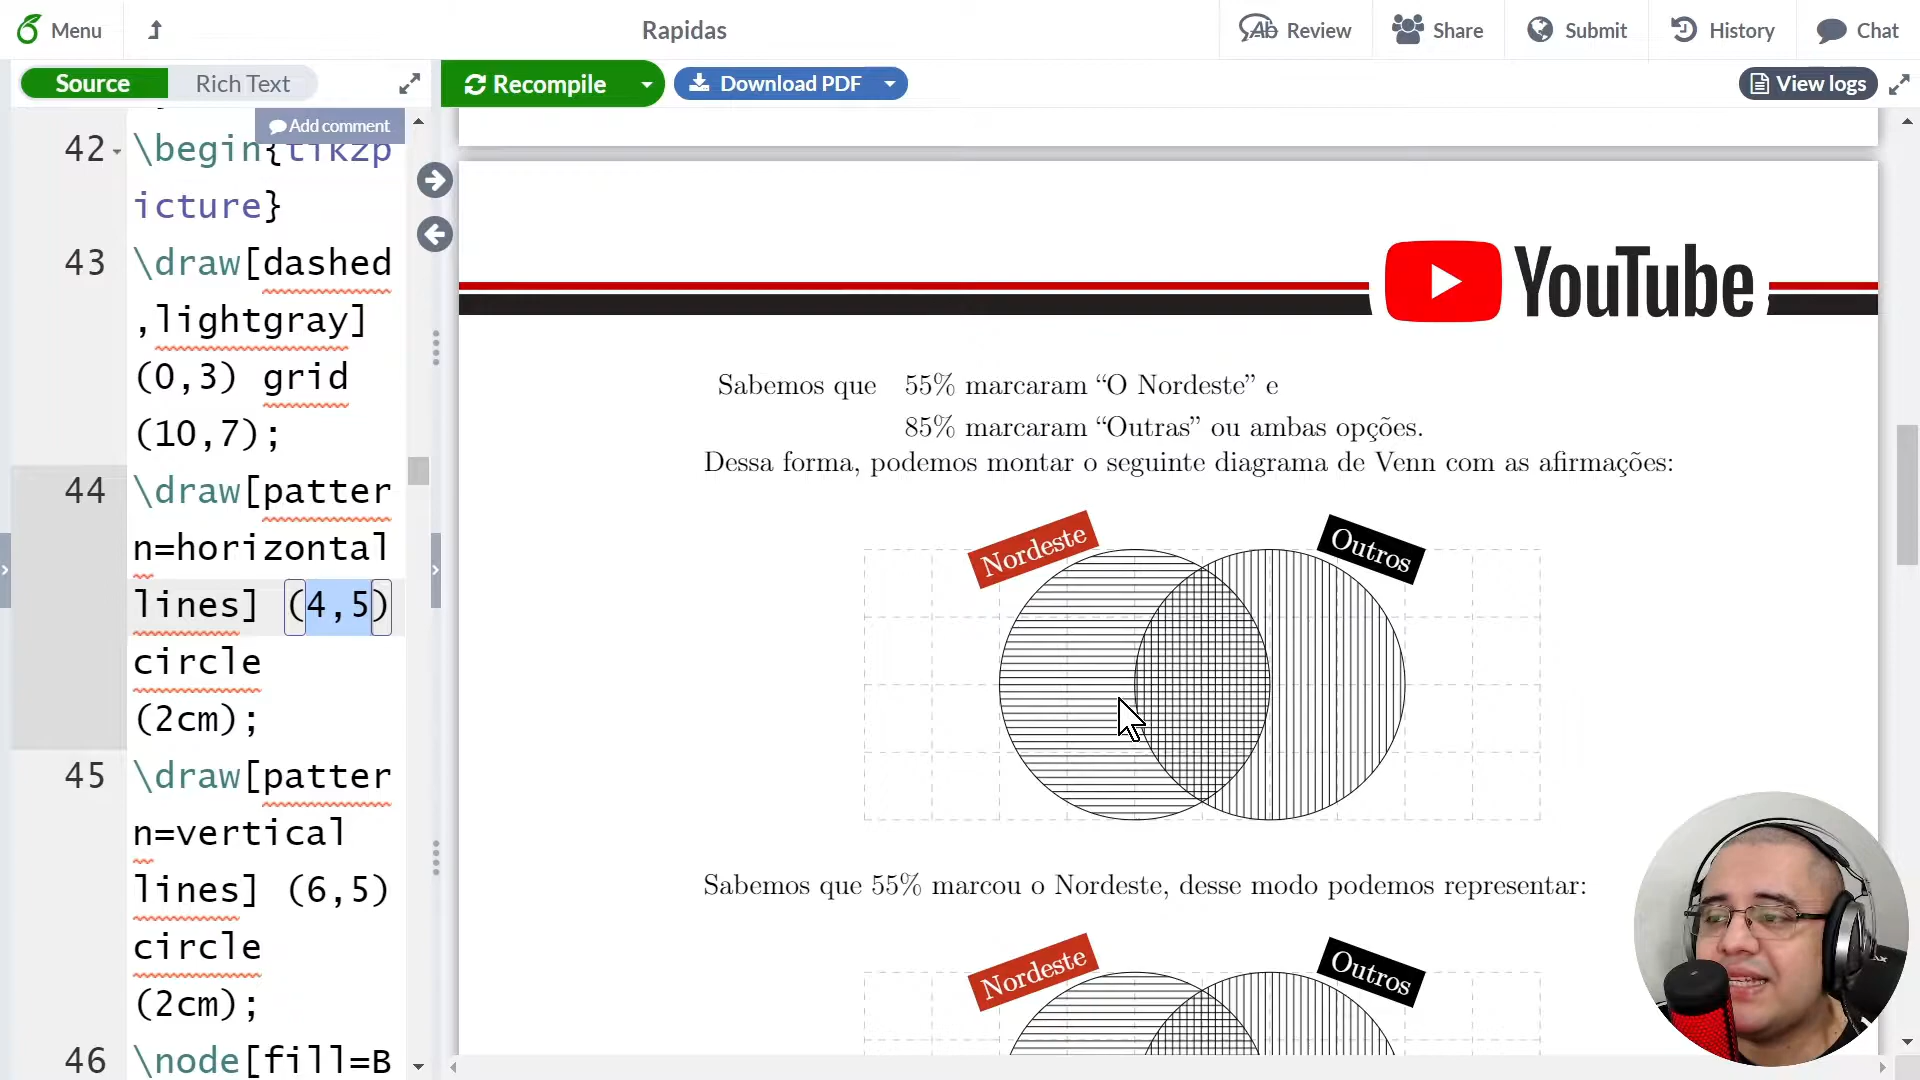 Menu
Rapidas
Review
Share
Submit
History
Chat
Source
Rich Text
Recompile
Download PDF
View logs
Add comment
42
\begin{tikzp
icture}
43
\draw[dashed
,lightgray]
(0,3) grid
(10,7);
44
\draw[patter
n=horizontal
lines] (4,5)
circle
(2cm);
45
\draw[patter
n=vertical
lines] (6,5)
circle
(2cm);
46
\node[fill=B
YouTube
Sabemos que 55% marcaram “O Nordeste” e
85% marcaram “Outras” ou ambas opções.
Dessa forma, podemos montar o seguinte diagrama de Venn com as afirmações:
Nordeste
Outros
Sabemos que 55% marcou o Nordeste, desse modo podemos representar:
Nordeste
Outros